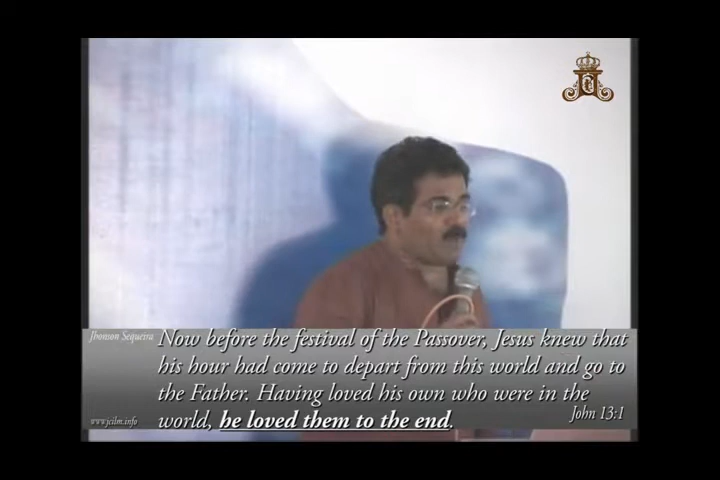 Jhonson Sequeira
Now before the festival of the Passover, Jesus knew that
his hour had come to depart from this world and go to
the Father. Having loved his own who were in the
world, he loved them to the end.
John 13:1
www.jcilm.info